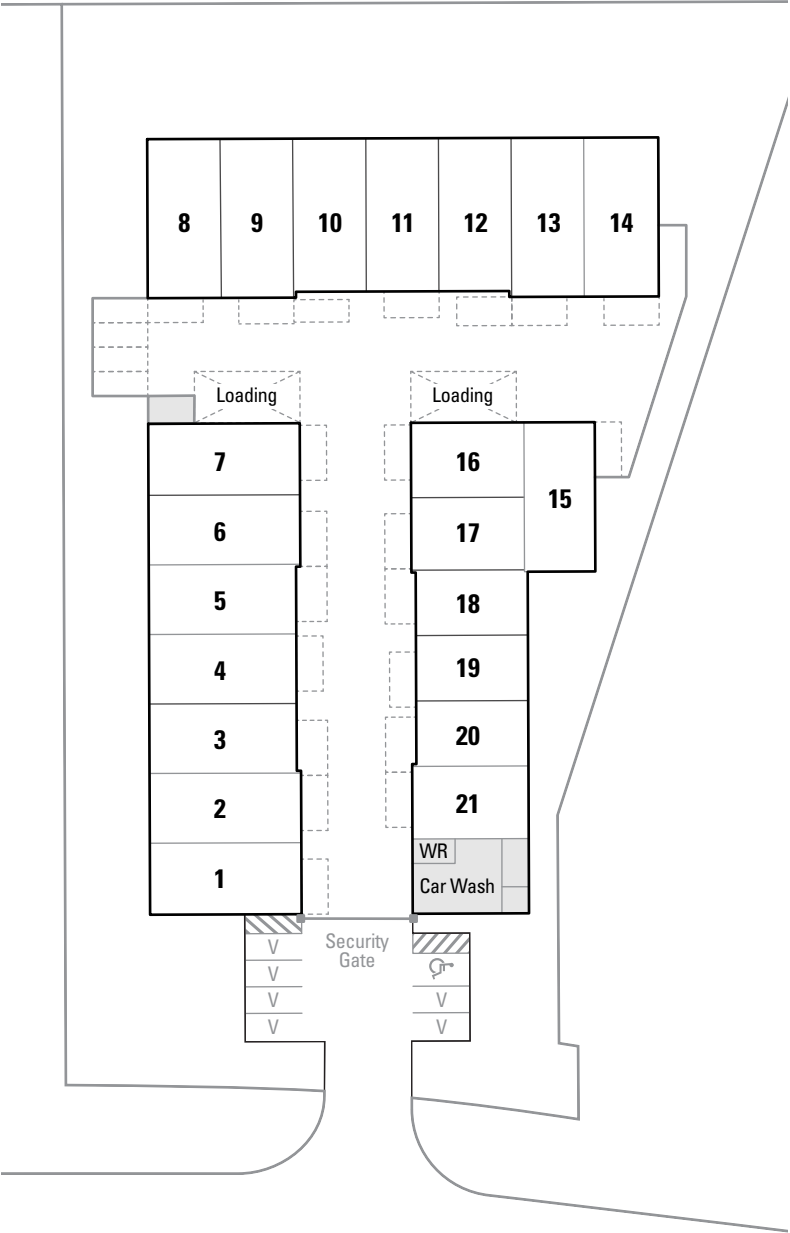 8 9 10 11 12 13 14
Loading Loading
7 16
15
6 17
5 18
4 19
3 20
2 21
WR
1 Car Wash
Security
Gate
V
V
V V
V V